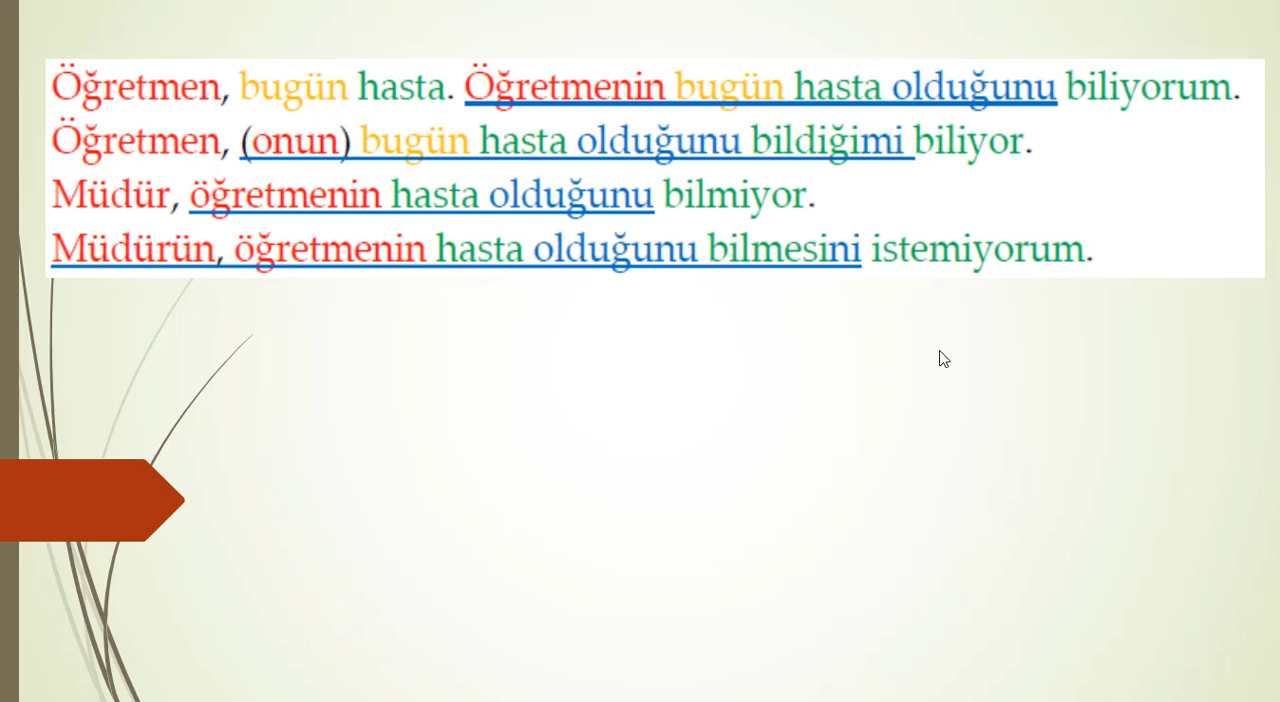 Öğretmen, bugün hasta. Öğretmenin bugün hasta olduğunu biliyorum.
Öğretmen, (onun) bugün hasta olduğunu bildiğimi biliyor.
Müdür, öğretmenin hasta olduğunu bilmiyor.
Müdürün, öğretmenin hasta olduğunu bilmesini istemiyorum.